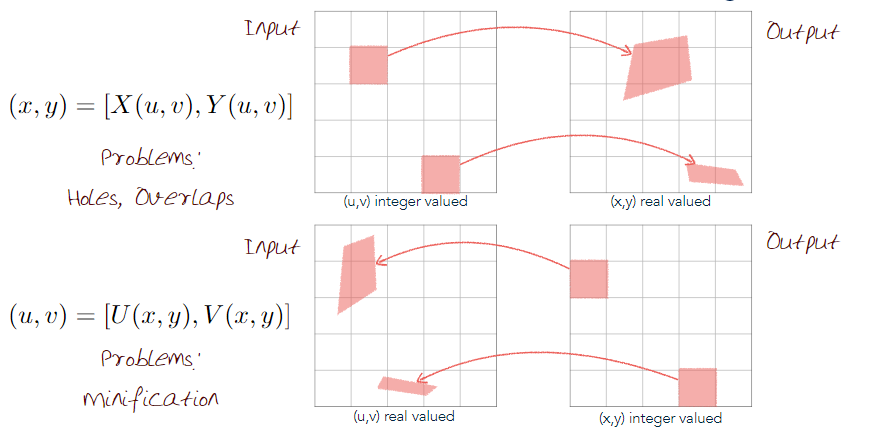 Input
Output
(x, y) = [X(u, v), Y(u, v)]
Problems:
Holes, Overlaps
(u,v) integer valued
(x,y) real valued
Input
Output
(u, v) = [U(x, y), V(x, y)]
Problems:
minification
(u,v) real valued
(x,y) integer valued